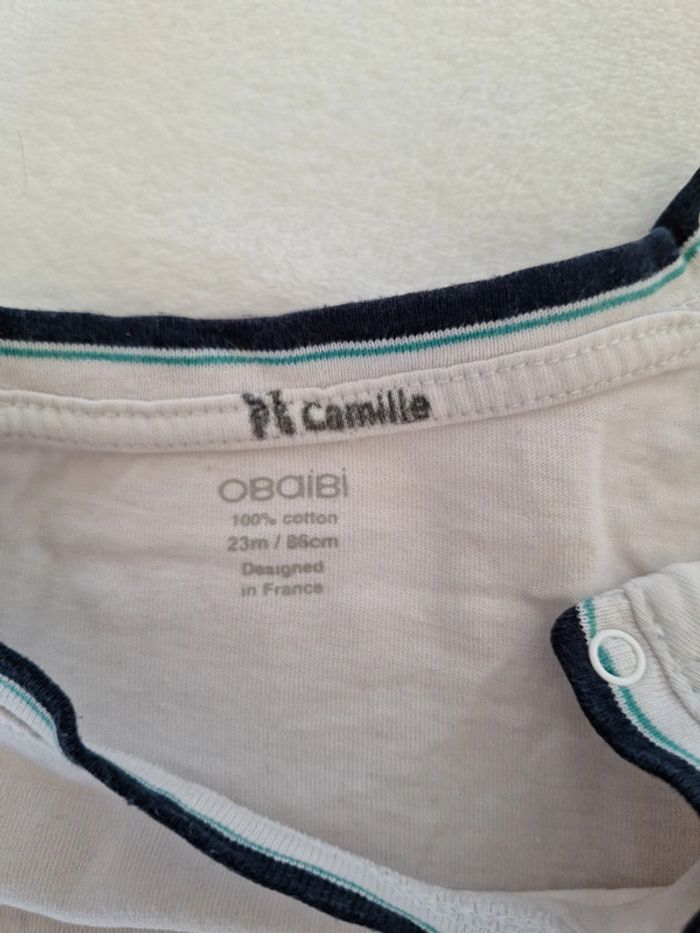 Camille
OBaiBi
100% cotton
23m / 86cm
Designed
in France